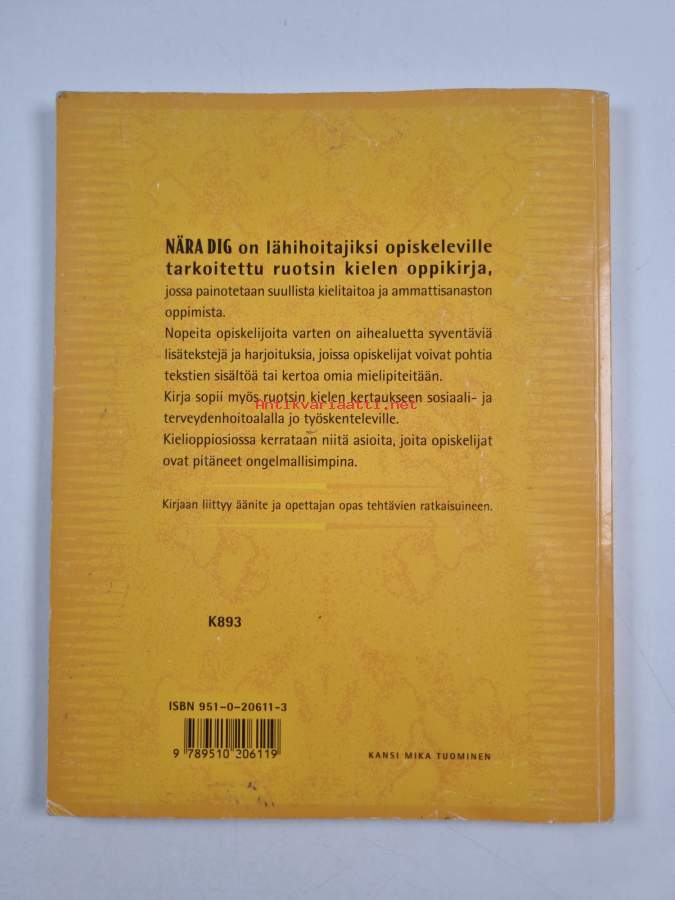 NÄRA DIG on lähihoitajiksi opiskeleville
tarkoitettu ruotsin kielen oppikirja,
jossa painotetaan suullista kielitaitoa ja ammattisanaston
oppimista.
Nopeita opiskelijoita varten on aihealuetta syventäviä
lisätekstejä ja harjoituksia, joissa opiskelijat voivat pohtia
tekstien sisältöä tai kertoa omia mielipiteitään.
Kirja sopii myös ruotsin kielen kertaukseen sosiaali- ja
Antikvariaatti.net
terveydenhoitoalalla jo työskenteleville.
Kielioppiosiossa kerrataan niitä asioita, joita opiskelijat
ovat pitäneet ongelmallisimpina.
Kirjaan liittyy äänite ja opettajan opas tehtävien ratkaisuineen.
K893
ISBN 951-0-20611-3
9 789510 206119
KANSI MIKA TUOMINEN